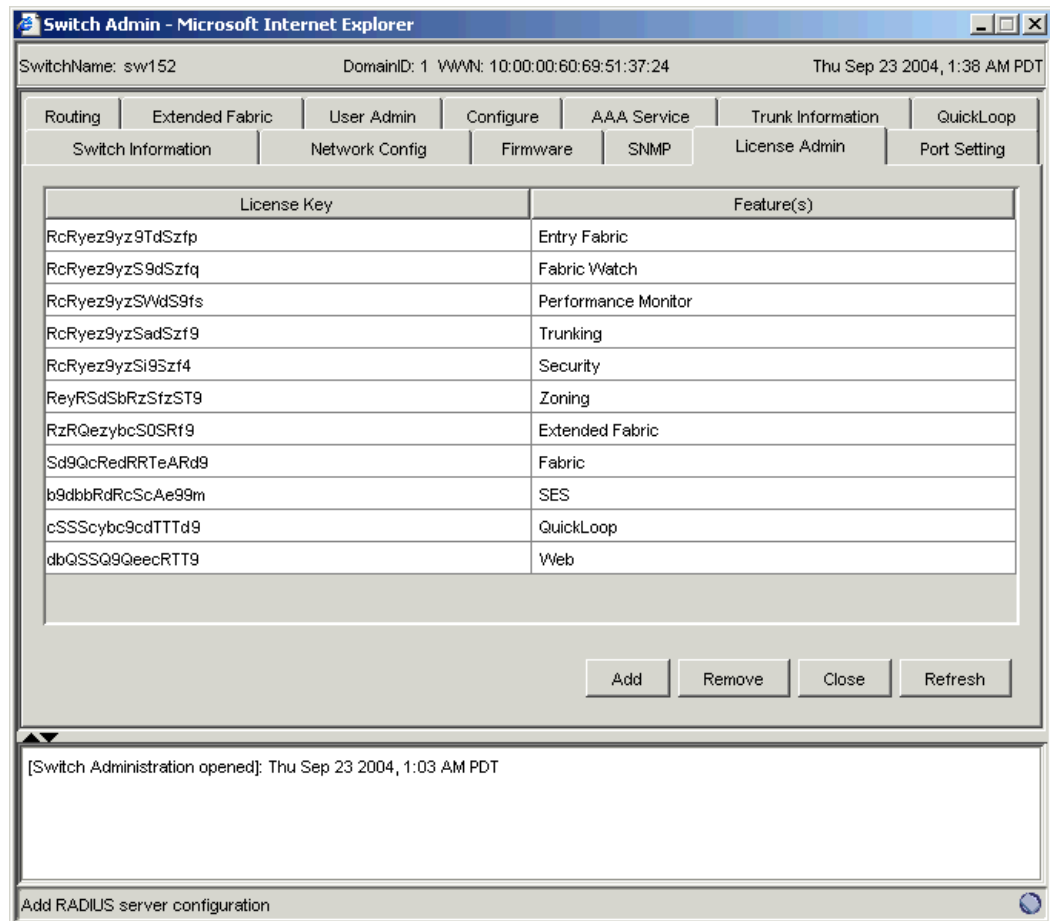 Switch Admin - Microsoft Internet Explorer
SwitchName: sw152 DomainID: 1 WWN: 10:00:00:60:69:51:37:24 Thu Sep 23 2004, 1:38 AM PDT
Routing Extended Fabric User Admin Configure AAA Service Trunk Information QuickLoop
Switch Information Network Config Firmware SNMP License Admin Port Setting
License Key Feature(s)
RcRyez9yz9TdSzfp Entry Fabric
RcRyez9yzS9dSzfq Fabric Watch
RcRyez9yzSWdS9fs Performance Monitor
RcRyez9yzSadSzf9 Trunking
RcRyez9yzSi9Szf4 Security
ReyRSdSbRzSfzST9 Zoning
RzRQezybcS0SRf9 Extended Fabric
Sd9QcRedRRTeARd9 Fabric
b9dbbRdRcScAe99m SES
cSSScybc9cdTTTd9 QuickLoop
dbQSSQ9QeecRTT9 Web
Add Remove Close Refresh
[Switch Administration opened]: Thu Sep 23 2004, 1:03 AM PDT
Add RADIUS server configuration